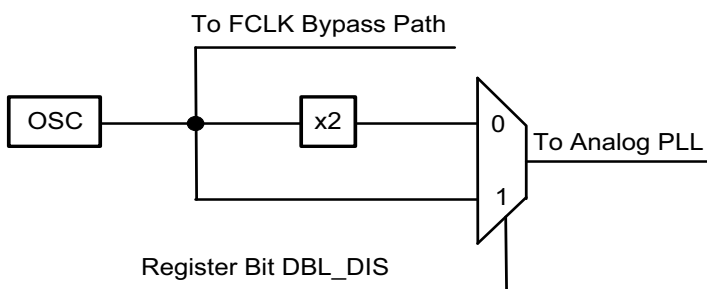 To FCLK Bypass Path
OSC
x2
0
To Analog PLL
1
Register Bit DBL_DIS